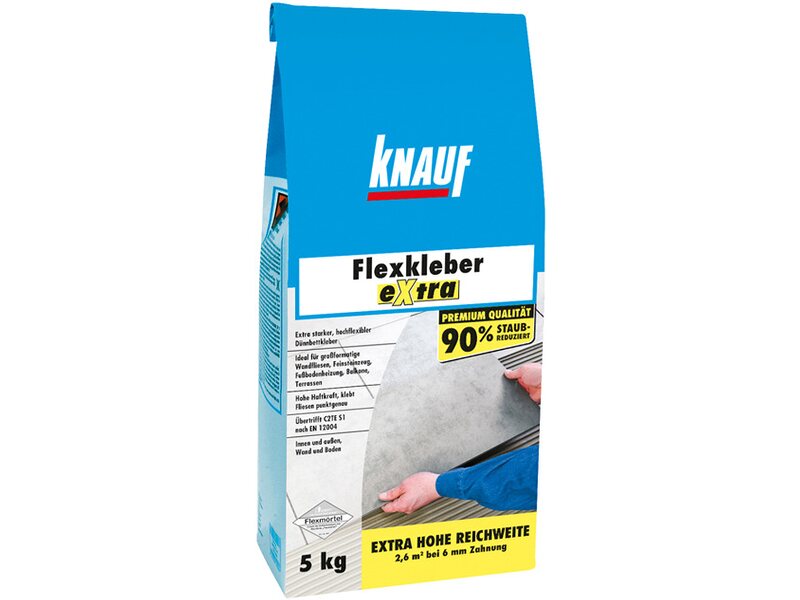 KNAUF
Flexkleber
eXtra
PREMIUM QUALITÄT
90% STAUB-
REDUZIERT
Extra starker, hochflexibler
Dünnbettkleber
Ideal für großformatige
Wandfliesen, Feinsteinzeug,
Fußbodenheizung, Balkone,
Terrassen
Hohe Haftkraft, klebt
Fliesen punktgenau
Übertrifft C2TE S1
nach EN 12004
Innen und außen,
Wand und Boden
Flexmörtel
5 kg
EXTRA HOHE REICHWEITE
2,6 m² bei 6 mm Zahnung